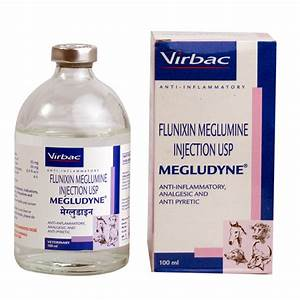 Virbac
ANTI-INFLAMMATORY
FLUNIXIN MEGLUMINE
INJECTION USP
MEGLUDYNE®
मेग्लुडाइन
ANTI-INFLAMMATORY,
ANALGESIC AND
ANTI PYRETIC
VETERINARY
100 ml
Virbac
ANTI-INFLAMMATORY
FLUNIXIN MEGLUMINE
INJECTION USP
MEGLUDYNE®
ANTI-INFLAMMATORY,
ANALGESIC AND
ANTI PYRETIC
100 ml